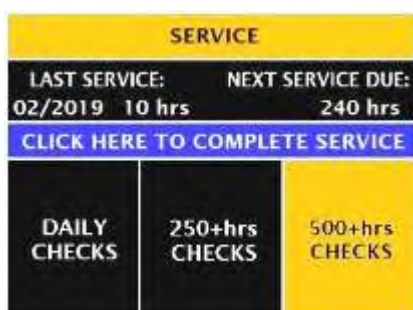 SERVICE
LAST SERVICE: NEXT SERVICE DUE:
02/2019 10 hrs 240 hrs
CLICK HERE TO COMPLETE SERVICE
DAILY CHECKS
250+hrs CHECKS
500+hrs CHECKS